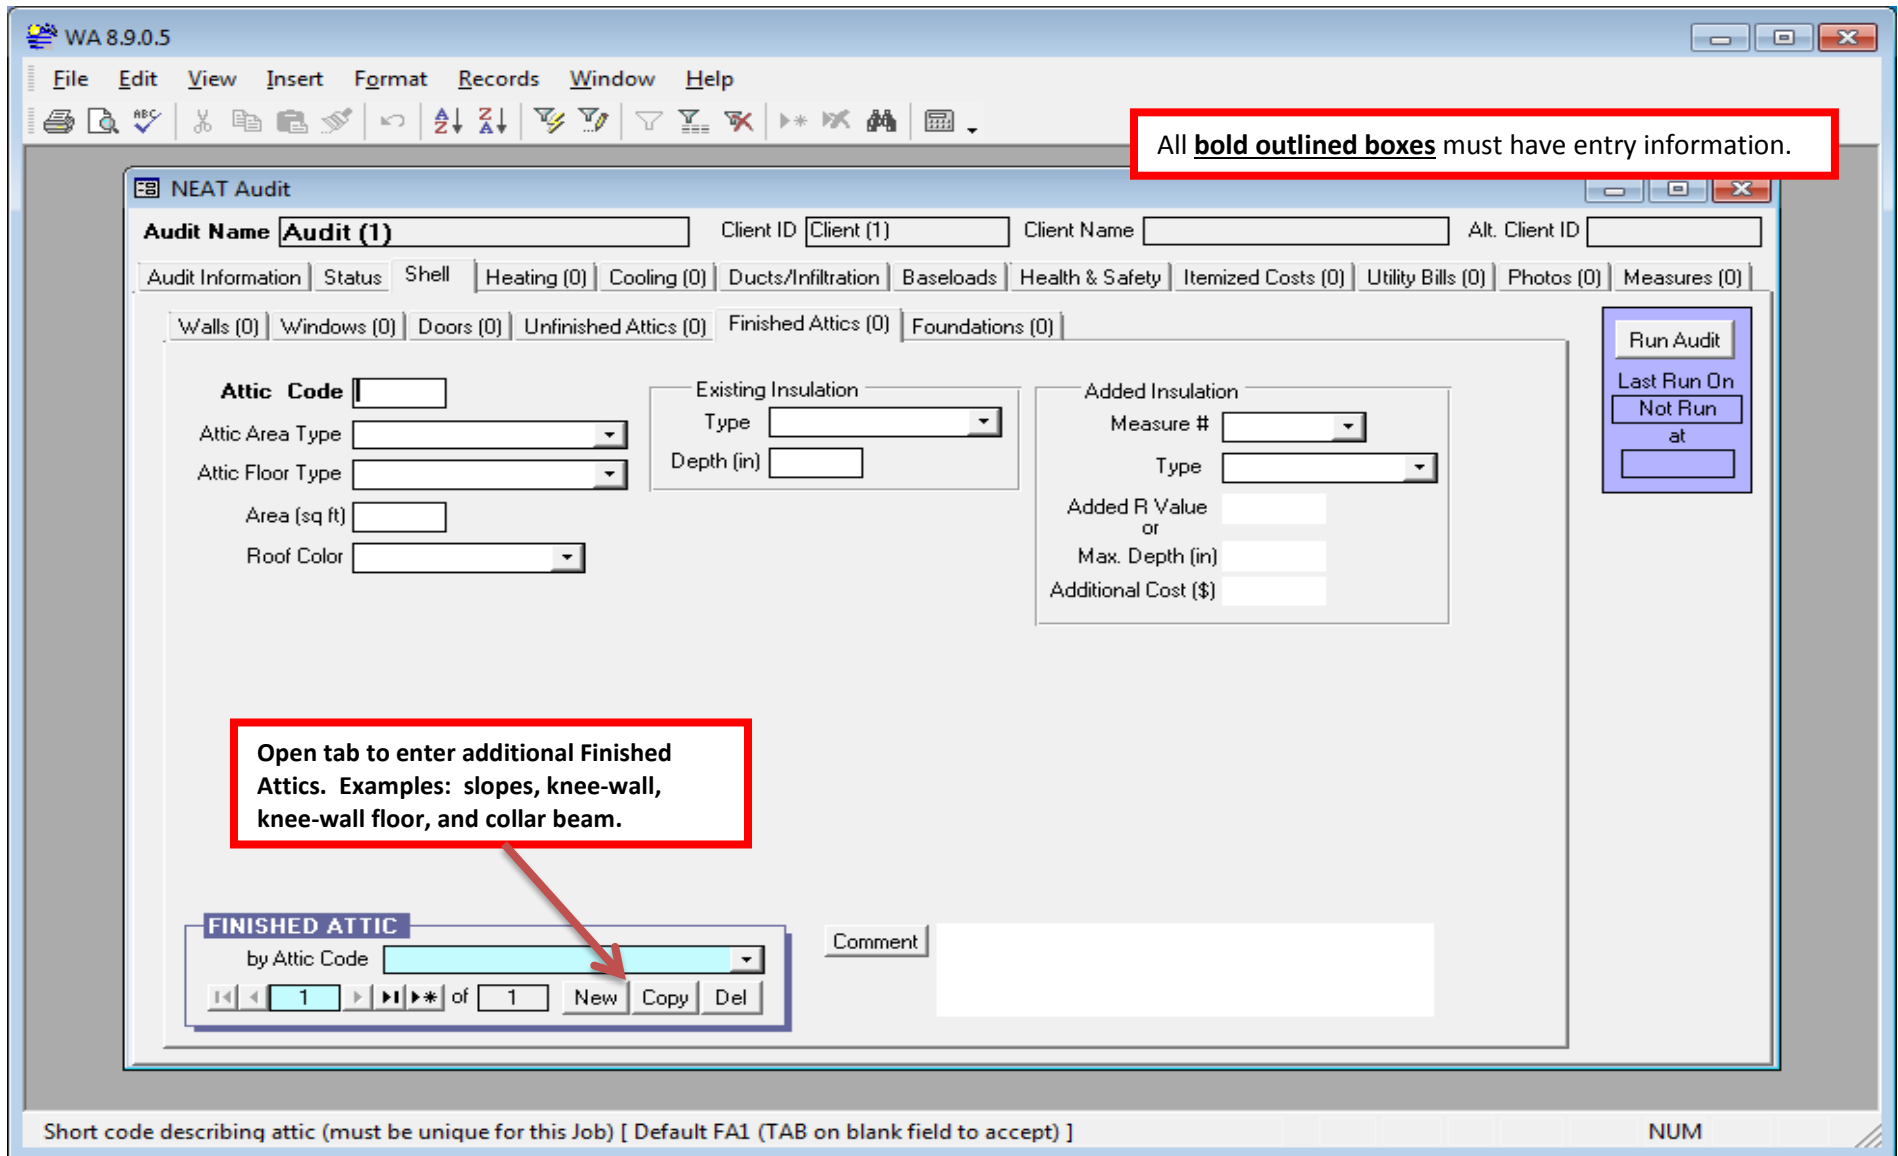 WA 8.9.0.5
File Edit View Insert Format Records Window Help
All bold outlined boxes must have entry information.
NEAT Audit
Audit Name Audit (1) Client ID Client (1) Client Name Alt. Client ID
Audit Information Status Shell Heating (0) Cooling (0) Ducts/Infiltration Baseloads Health & Safety Itemized Costs (0) Utility Bills (0) Photos (0) Measures (0)
Walls (0) Windows (0) Doors (0) Unfinished Attics (0) Finished Attics (0) Foundations (0)
Run Audit
Last Run On
Not Run
at
Attic Code
Attic Area Type
Attic Floor Type
Area (sq ft)
Roof Color
Existing Insulation
Type
Depth (in)
Added Insulation
Measure #
Type
Added R Value
or
Max. Depth (in)
Additional Cost ($)
Open tab to enter additional Finished
Attics. Examples: slopes, knee-wall,
knee-wall floor, and collar beam.
FINISHED ATTIC
by Attic Code
1 of 1 New Copy Del
Comment
Short code describing attic (must be unique for this Job) [ Default FA1 (TAB on blank field to accept) ] NUM